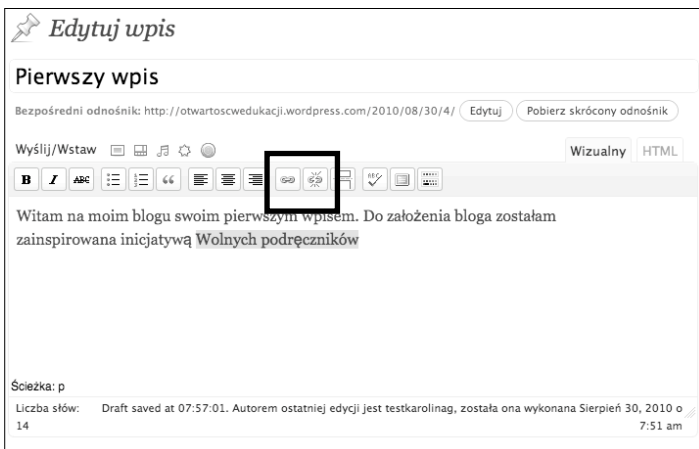 Edytuj wpis
Pierwszy wpis
Bezpośredni odnośnik: http://otwartoscwedukacji.wordpress.com/2010/08/30/4/ Edytuj Pobierz skrócony odnośnik
Wyślij/Wstaw Wizualny HTML
B I ABC ABC
Witam na moim blogu swoim pierwszym wpisem. Do założenia bloga zostałam
zainspirowana inicjatywą Wolnych podręczników
Ścieżka: p
Liczba słów: Draft saved at 07:57:01. Autorem ostatniej edycji jest testkarolinag, została ona wykonana Sierpień 30, 2010 o
14 7:51 am